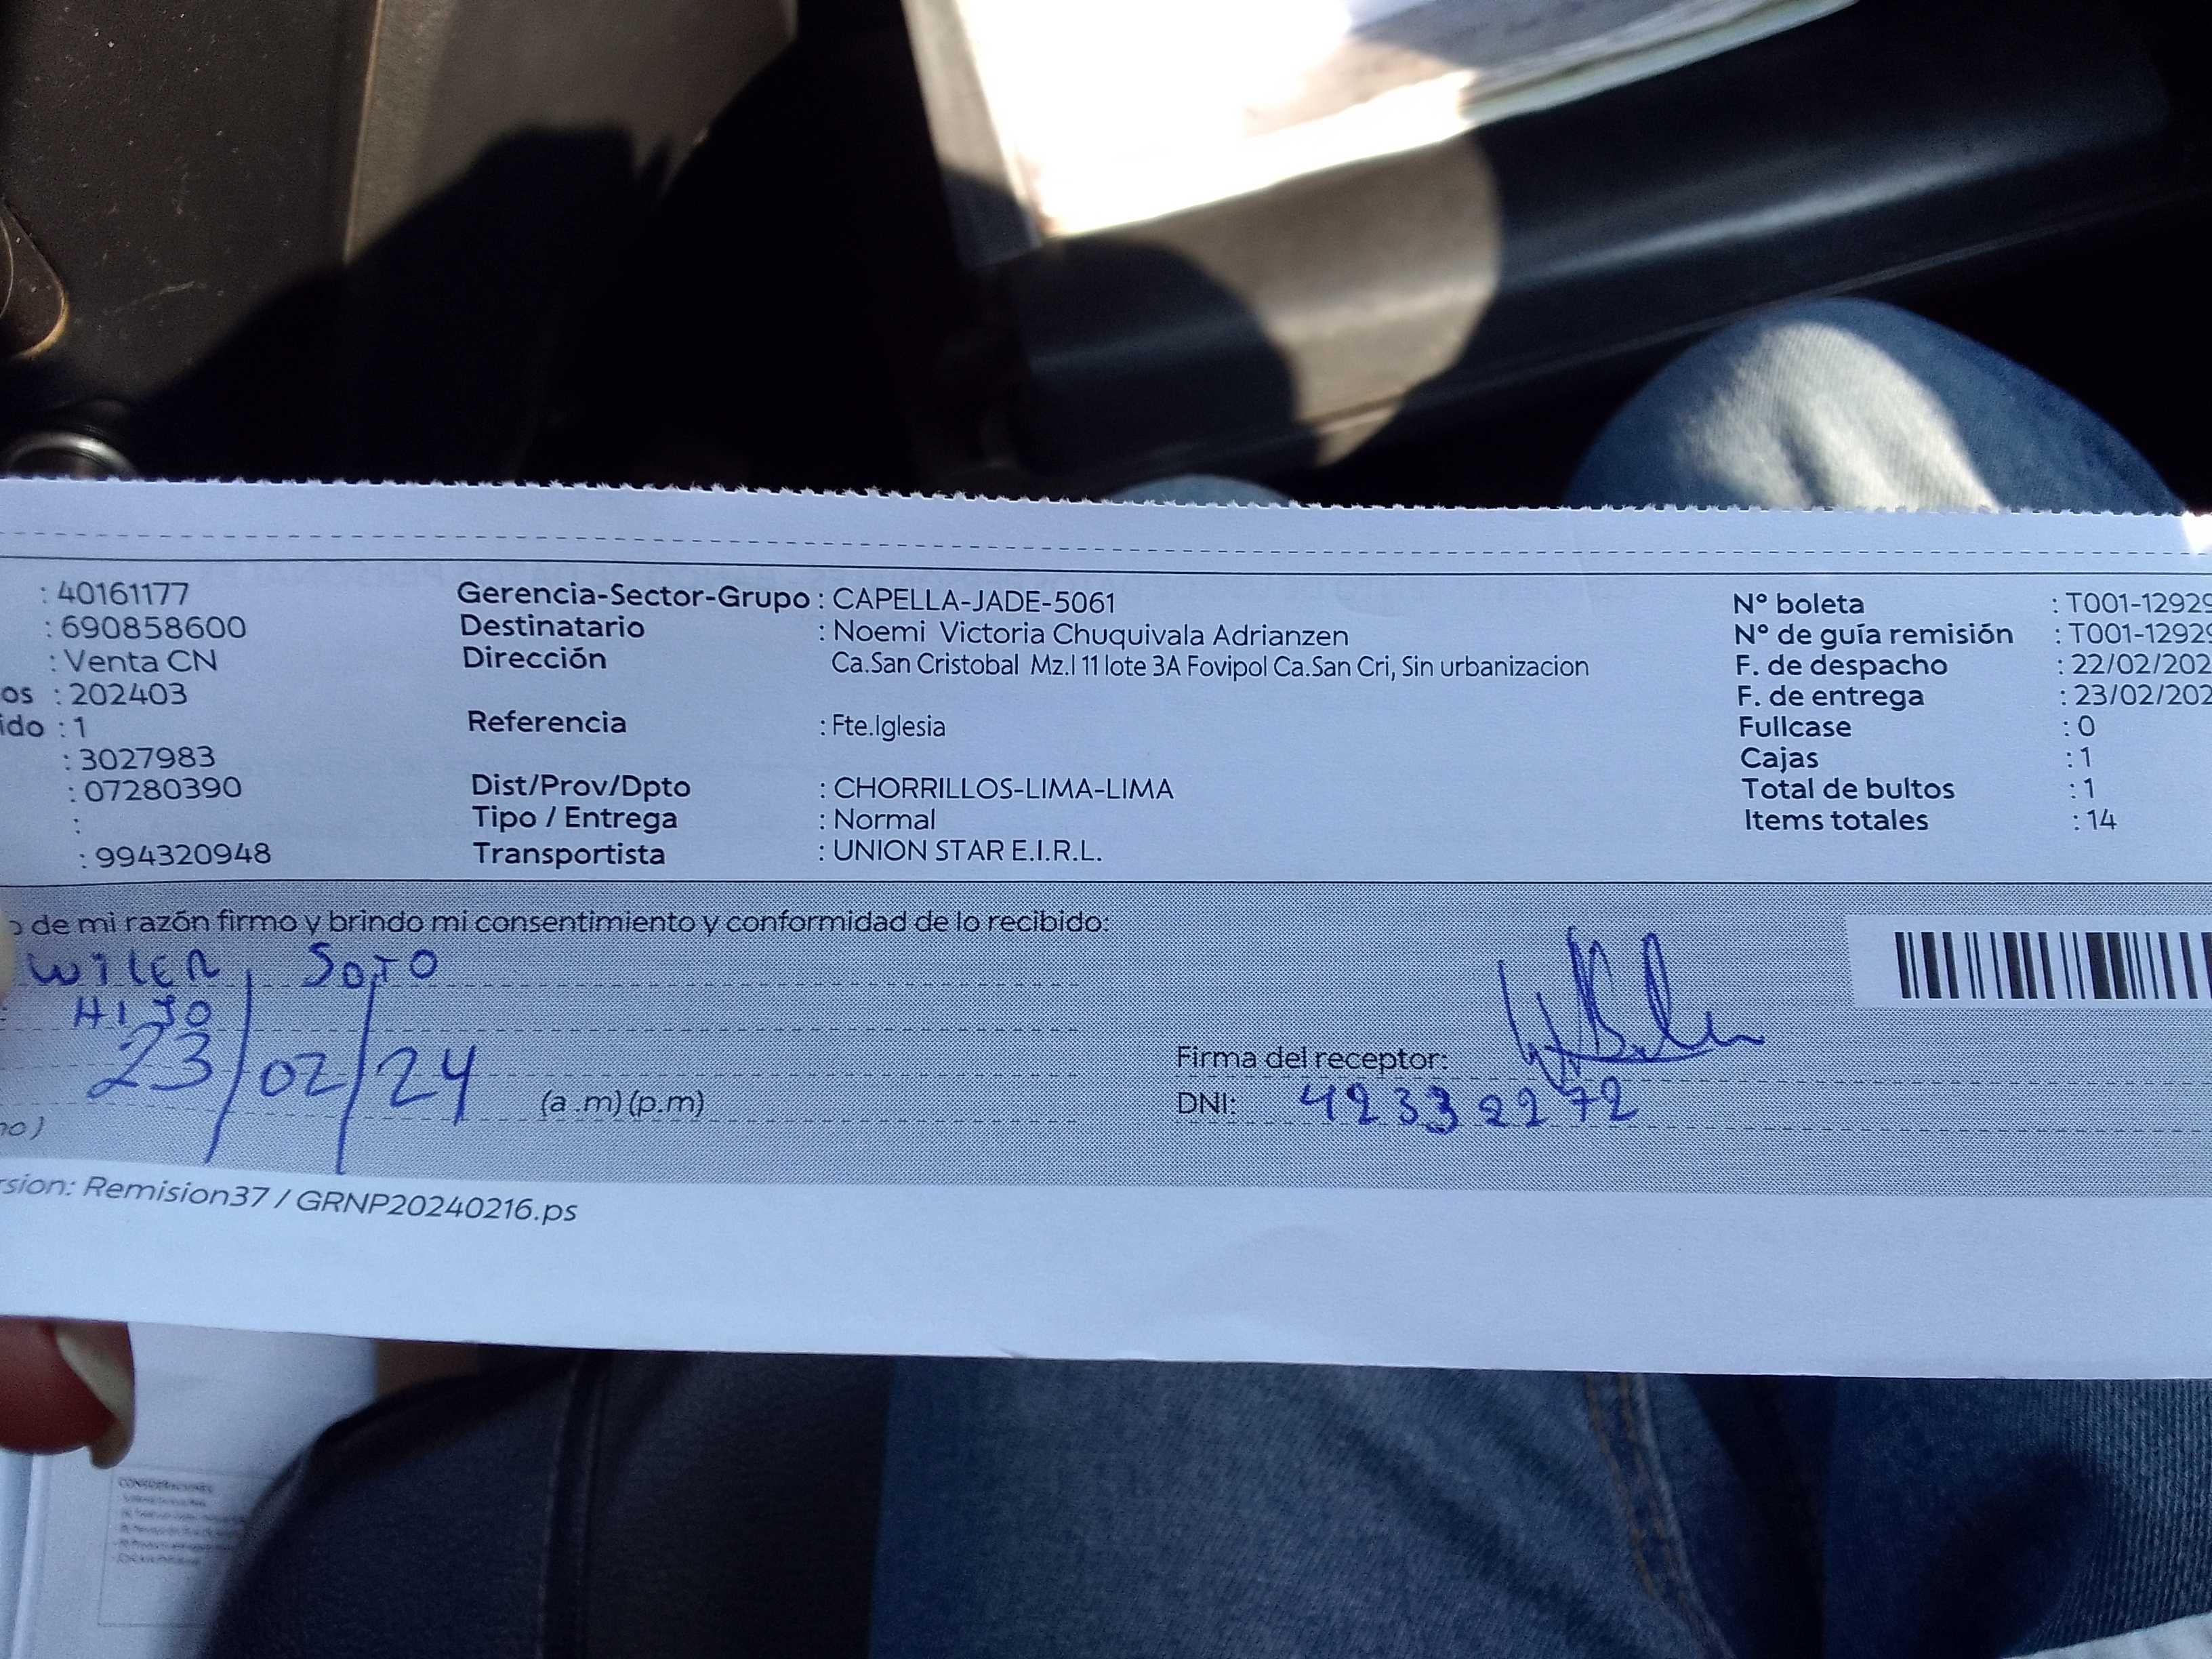 : 40161177 Gerencia-Sector-Grupo : CAPELLA-JADE-5061 N° boleta : T001-12929
: 690858600 Destinatario : Noemi Victoria Chuquivala Adrianzen N° de guía remisión : T001-12929
: Venta CN Dirección Ca.San Cristobal Mz.I 11 lote 3A Fovipol Ca.San Cri, Sin urbanizacion F. de despacho : 22/02/202
os : 202403 F. de entrega : 23/02/202
ido : 1 Referencia : Fte.Iglesia Fullcase : 0
: 3027983 Cajas : 1
: 07280390 Dist/Prov/Dpto : CHORRILLOS-LIMA-LIMA Total de bultos : 1
: Tipo / Entrega : Normal Items totales : 14
: 994320948 Transportista : UNION STAR E.I.R.L.
o de mi razón firmo y brindo mi consentimiento y conformidad de lo recibido:
WILER SOTO
: HIJO
23/02/24 (a .m) (p.m)
Firma del receptor:
DNI: 42332272
no)
rsion: Remision37 / GRNP20240216.ps
CONSIDERACIONES